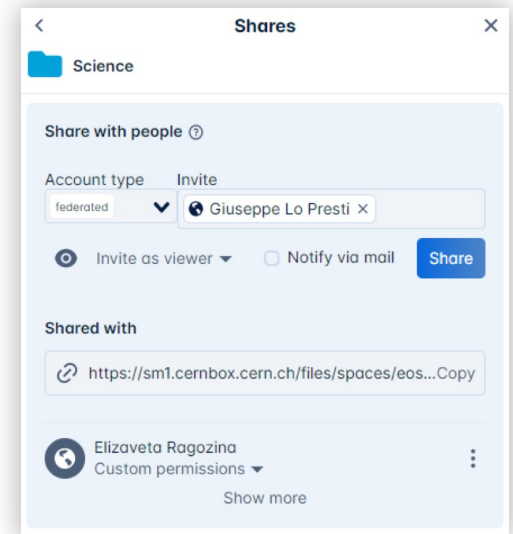 Shares
Science
Share with people
Account type Invite
federated Giuseppe Lo Presti
Invite as viewer Notify via mail Share
Shared with
https://sm1.cernbox.cern.ch/files/spaces/eos...Copy
Elizaveta Ragozina
Custom permissions
Show more